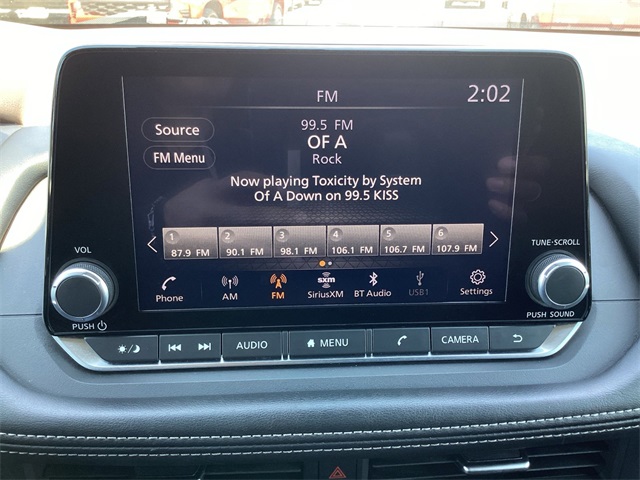 FM
2:02
Source
99.5 FM
OF A
FM Menu
Rock
Now playing Toxicity by System
Of A Down on 99.5 KISS
1 2 3 4 5 6
87.9 FM 90.1 FM 98.1 FM 106.1 FM 106.7 FM 107.9 FM
VOL
TUNE·SCROLL
sxm
Phone AM FM SiriusXM BT Audio USB1 Settings
PUSH
PUSH SOUND
AUDIO MENU CAMERA